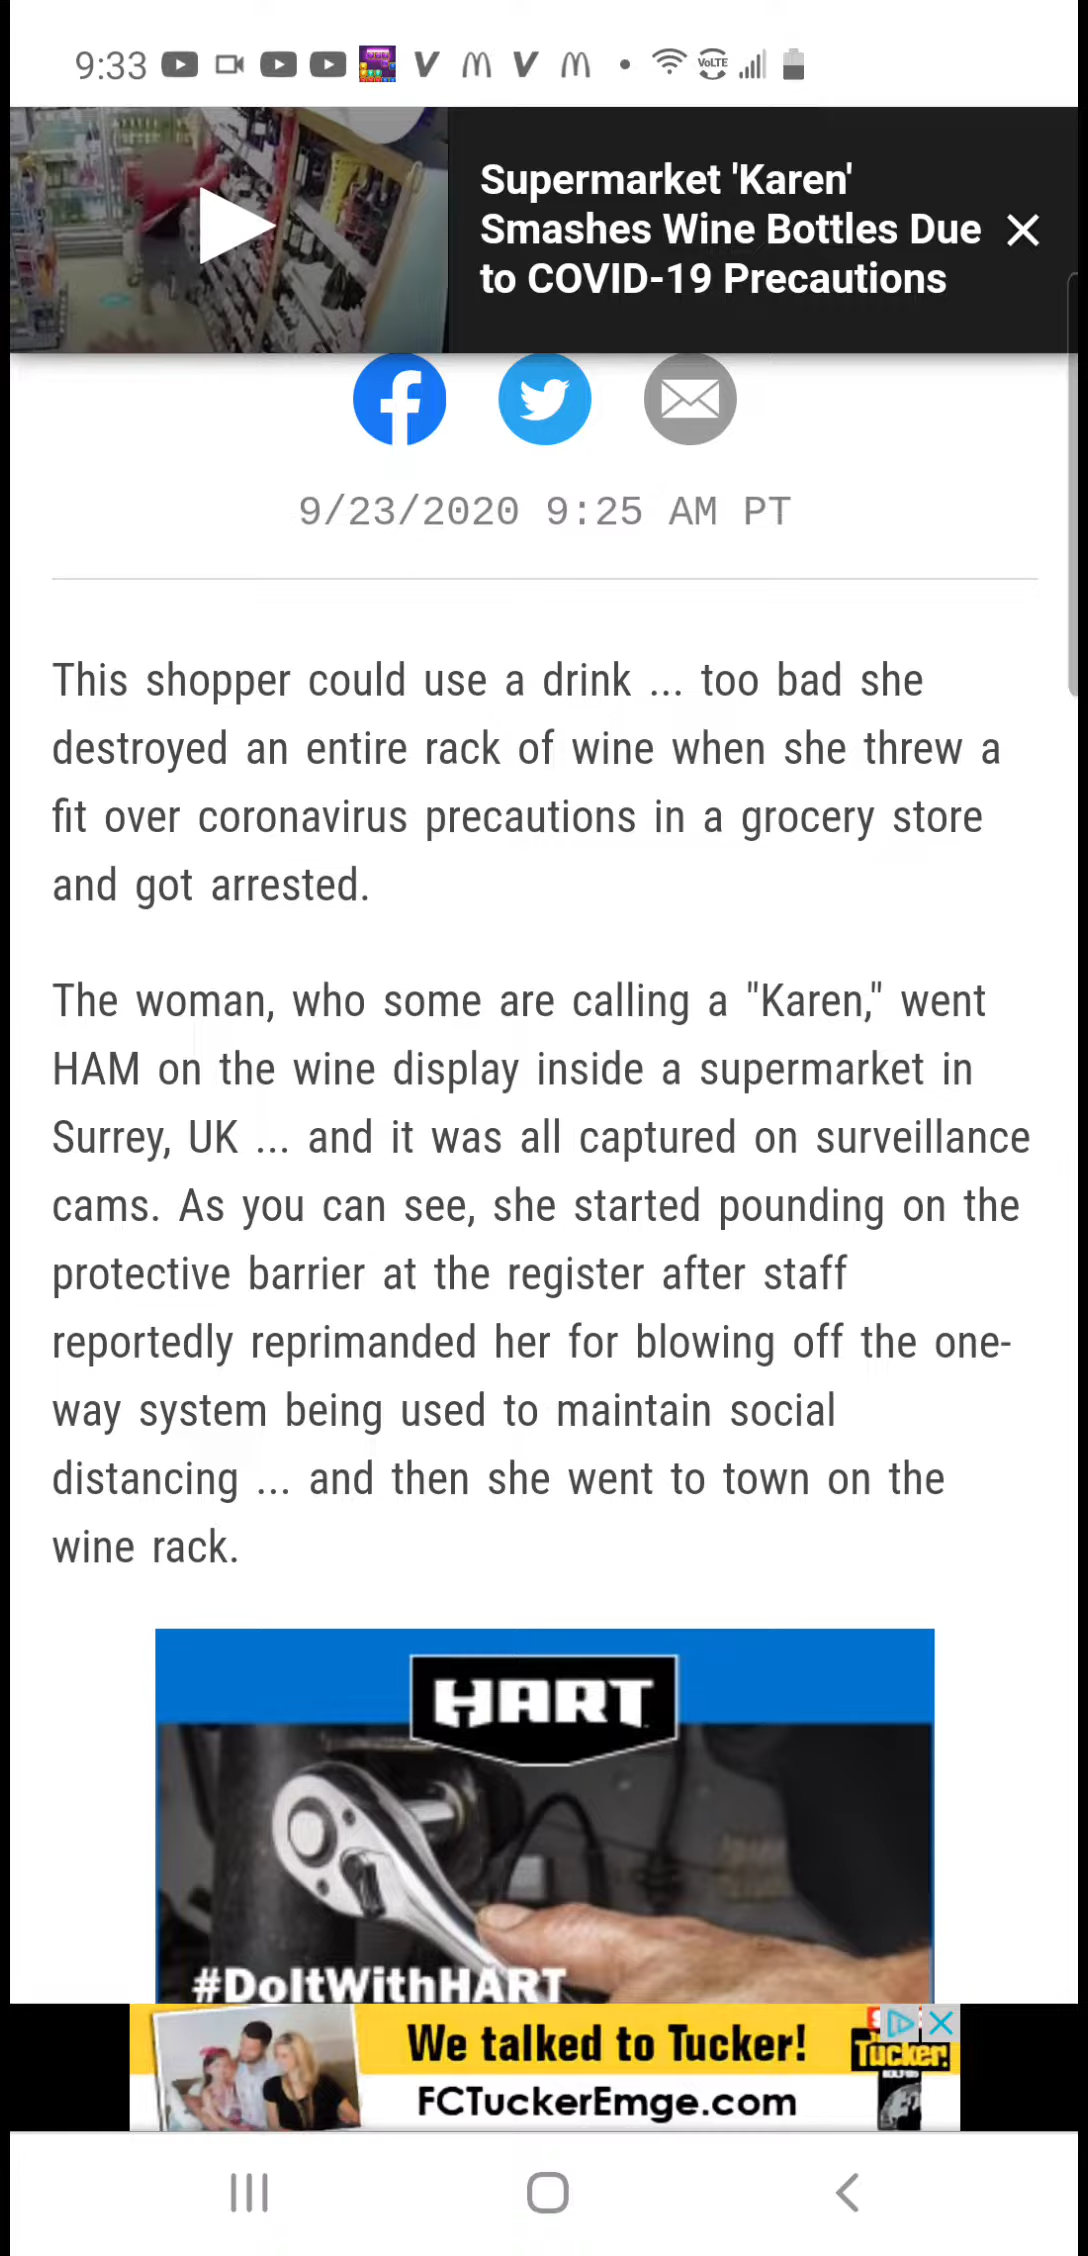 9:33
VoLTE
Supermarket 'Karen'
Smashes Wine Bottles Due
to COVID-19 Precautions
9/23/2020 9:25 AM PT
This shopper could use a drink ... too bad she
destroyed an entire rack of wine when she threw a
fit over coronavirus precautions in a grocery store
and got arrested.
The woman, who some are calling a "Karen," went
HAM on the wine display inside a supermarket in
Surrey, UK ... and it was all captured on surveillance
cams. As you can see, she started pounding on the
protective barrier at the register after staff
reportedly reprimanded her for blowing off the one-
way system being used to maintain social
distancing ... and then she went to town on the
wine rack.
HART
#DoItWithHART
We talked to Tucker!
FCTuckerEmge.com
Tucker!